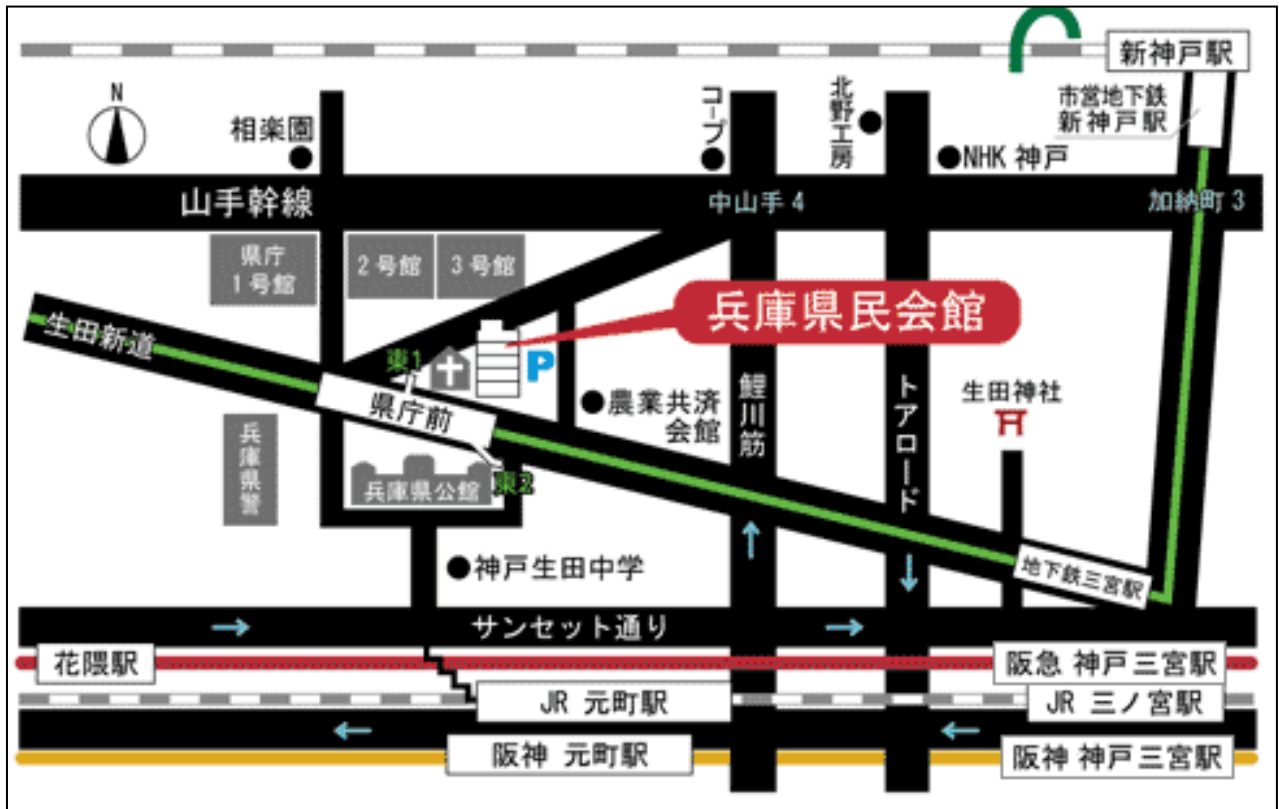 新神戸駅
N
相楽園
コープ
北野工房
市営地下鉄
新神戸駅
NHK 神戸
山手幹線
中山手 4
加納町 3
県庁
1 号館
2 号館
3 号館
兵庫県民会館
生田新道
東1
P
県庁前
農業共済
会館
鯉川筋
トアロード
生田神社
兵庫県警
兵庫県公館
東2
神戸生田中学
地下鉄三宮駅
サンセット通り
花隈駅
阪急 神戸三宮駅
JR 元町駅
JR 三ノ宮駅
阪神 元町駅
阪神 神戸三宮駅